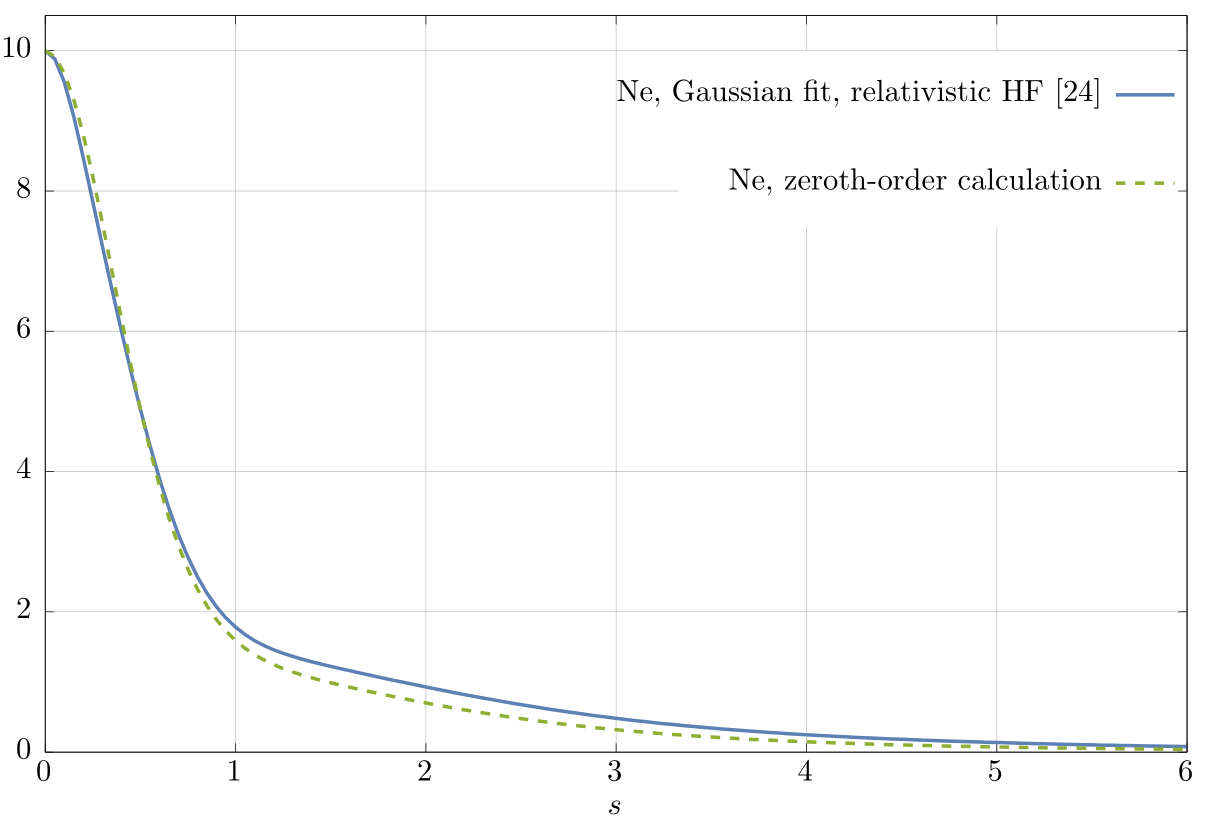 10
8
6
4
2
0
Ne, Gaussian fit, relativistic HF [24]
Ne, zeroth-order calculation
0 1 2 3 4 5 6
s